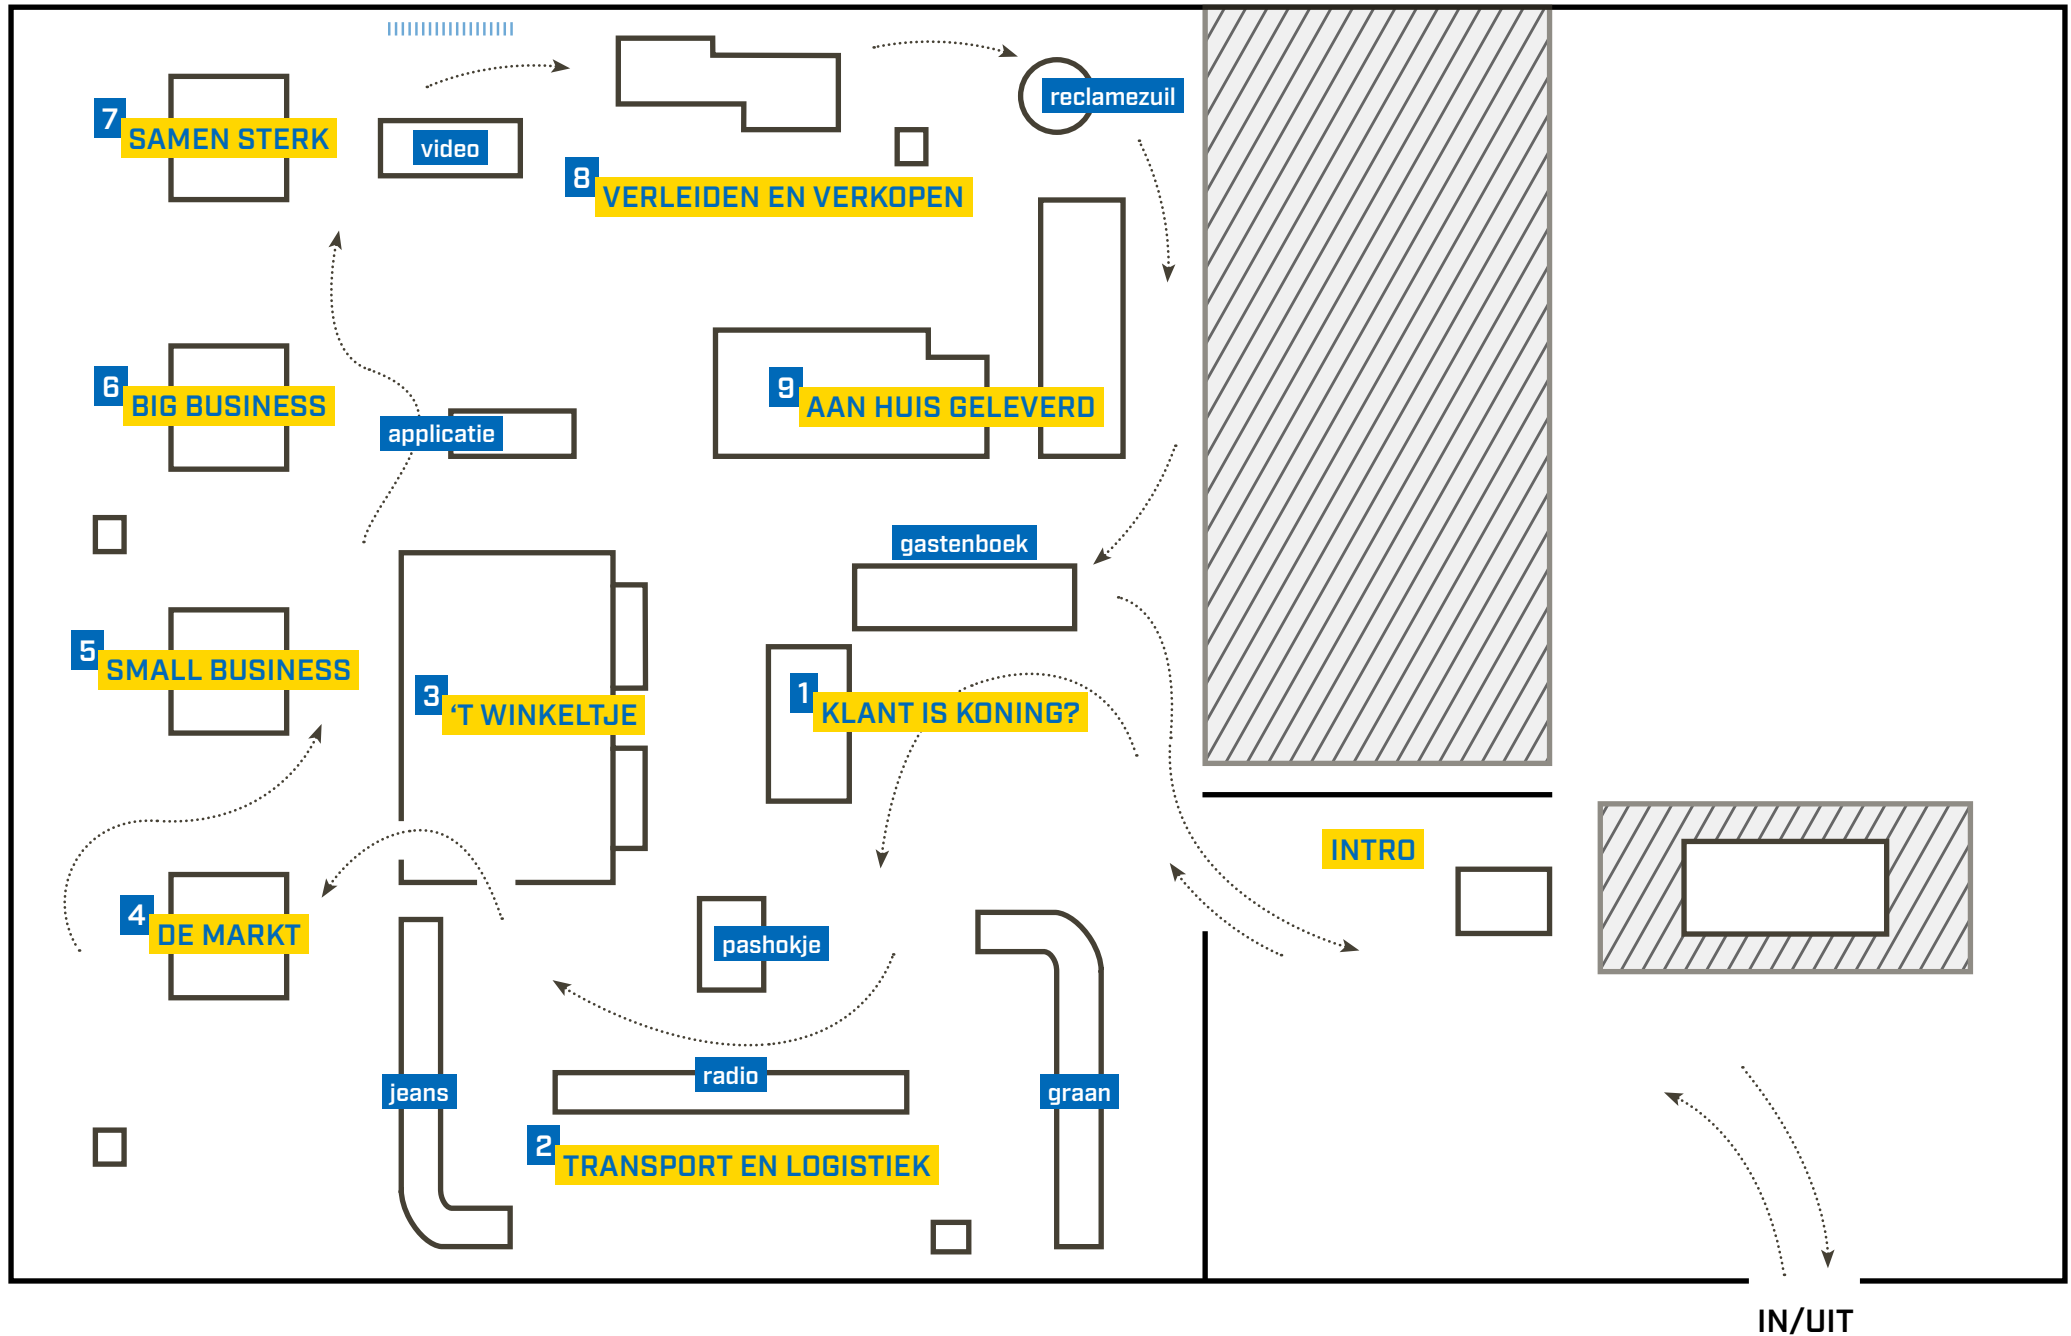 7
SAMEN STERK
video
8
VERLEIDEN EN VERKOPEN
reclamezuil
6
BIG BUSINESS
applicatie
9
AAN HUIS GELEVERD
gastenboek
5
SMALL BUSINESS
3
‘T WINKELTJE
1
KLANT IS KONING?
INTRO
4
DE MARKT
pashokje
jeans
radio
graan
2
TRANSPORT EN LOGISTIEK
IN/UIT